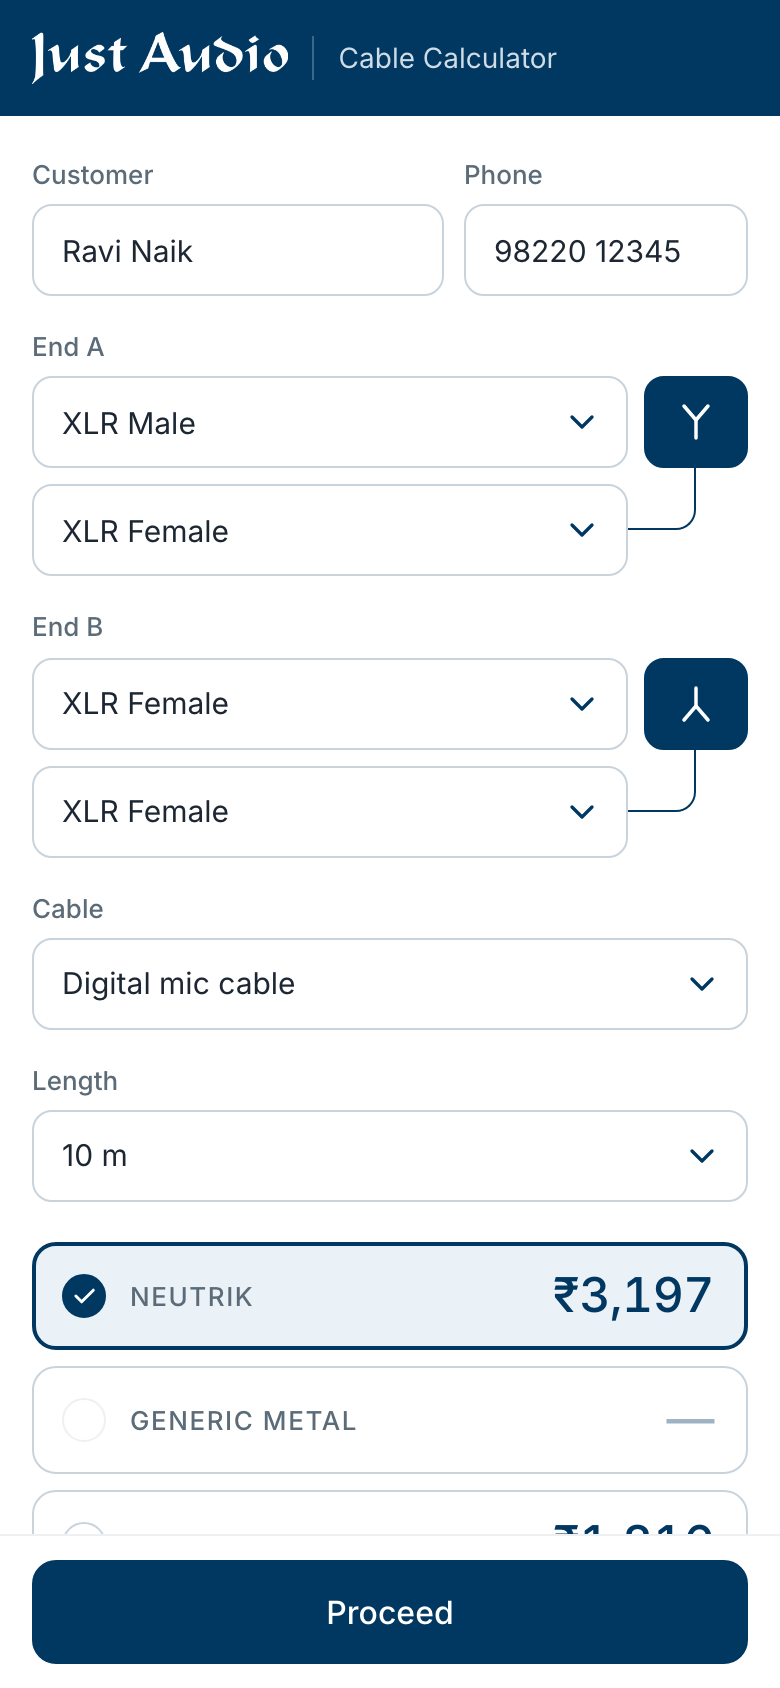 Just Audio
Cable Calculator
Customer
Phone
Ravi Naik
98220 12345
End A
XLR Male
XLR Female
End B
XLR Female
XLR Female
Cable
Digital mic cable
Length
10 m
NEUTRIK
₹3,197
GENERIC METAL
—
Proceed